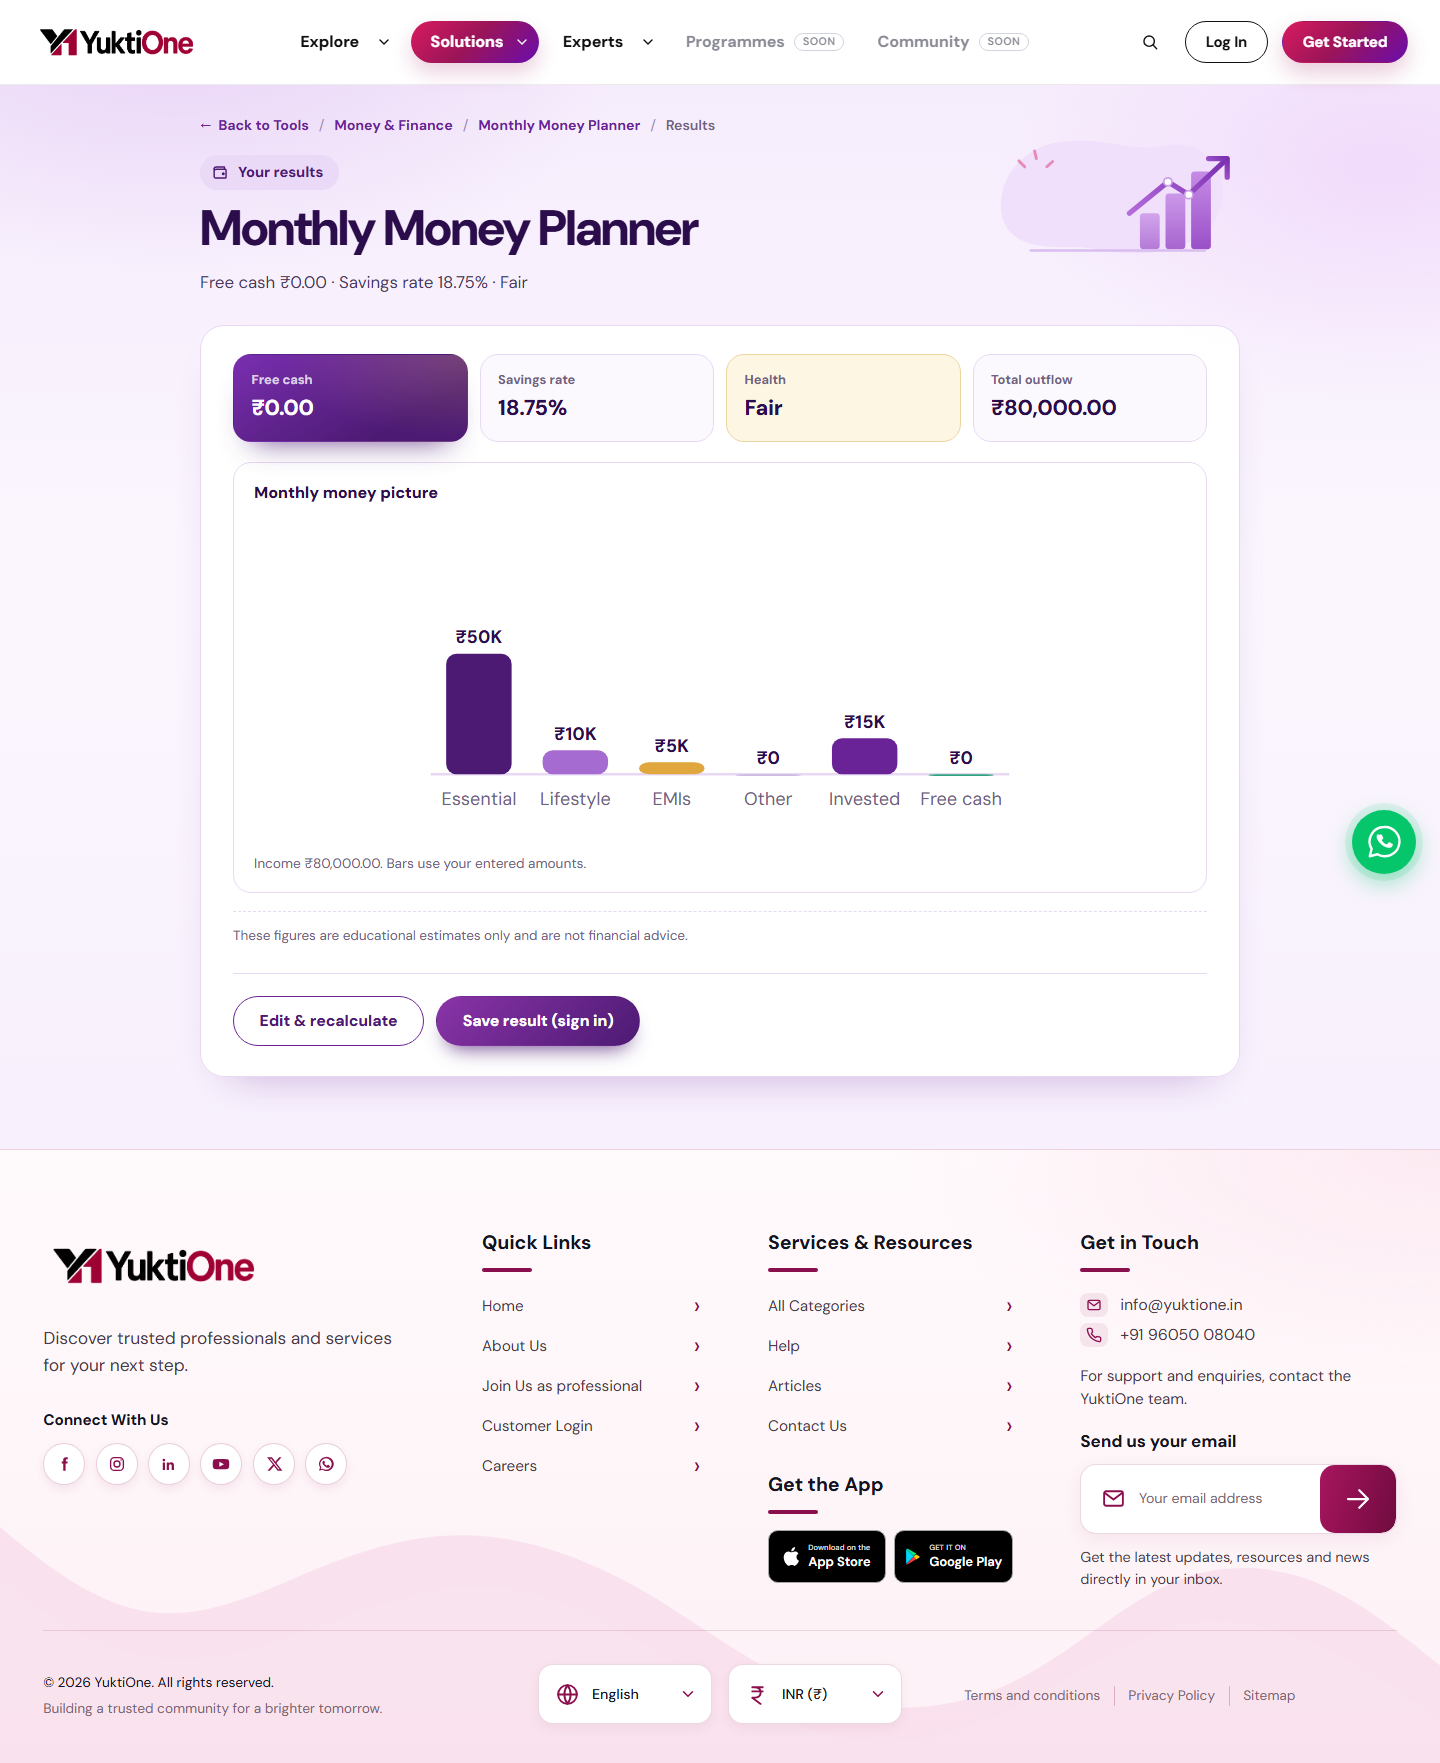 YuktiOne
Explore
Solutions
Experts
Programmes SOON
Community SOON
Log In
Get Started
← Back to Tools / Money & Finance / Monthly Money Planner / Results
Your results
Monthly Money Planner
Free cash ₹0.00 · Savings rate 18.75% · Fair
Free cash
₹0.00
Savings rate
18.75%
Health
Fair
Total outflow
₹80,000.00
Monthly money picture
₹50K
₹10K
₹5K
₹0
₹15K
₹0
Essential
Lifestyle
EMIs
Other
Invested
Free cash
Income ₹80,000.00. Bars use your entered amounts.
These figures are educational estimates only and are not financial advice.
Edit & recalculate
Save result (sign in)
YuktiOne
Discover trusted professionals and services
for your next step.
Connect With Us
Quick Links
Home
About Us
Join Us as professional
Customer Login
Careers
Services & Resources
All Categories
Help
Articles
Contact Us
Get the App
Download on the
App Store
GET IT ON
Google Play
Get in Touch
info@yuktione.in
+91 96050 08040
For support and enquiries, contact the
YuktiOne team.
Send us your email
Your email address
Get the latest updates, resources and news
directly in your inbox.
© 2026 YuktiOne. All rights reserved.
Building a trusted community for a brighter tomorrow.
English
₹ INR (₹)
Terms and conditions
Privacy Policy
Sitemap